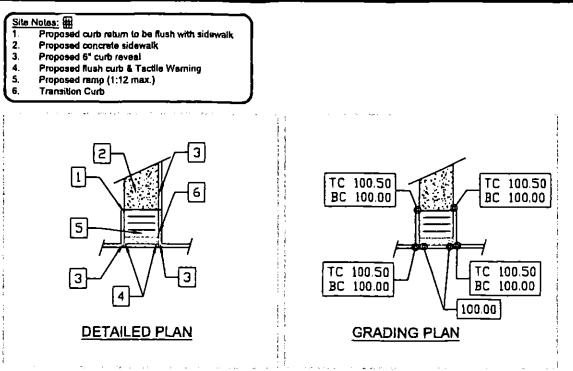 Site Notes: #
1. Proposed curb return to be flush with sidewalk
2. Proposed concrete sidewalk
3. Proposed 6" curb reveal
4. Proposed flush curb & Tactile Warning
5. Proposed ramp (1:12 max.)
6. Transition Curb
2
3
1
6
5
3
3
4
DETAILED PLAN
TC 100.50
BC 100.00
TC 100.50
BC 100.00
TC 100.50
BC 100.00
TC 100.50
BC 100.00
100.00
GRADING PLAN